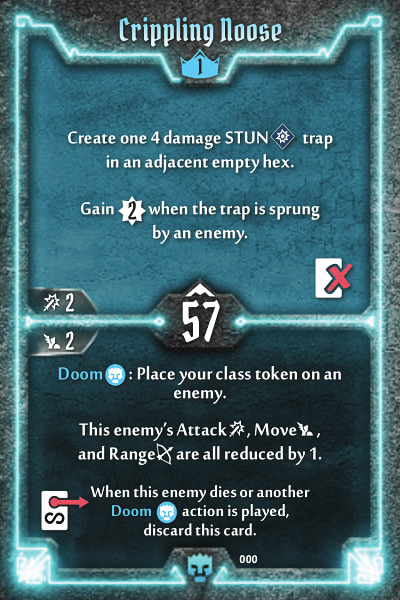 Crippling Noose
1
Create one 4 damage STUN trap
in an adjacent empty hex.
Gain 2 when the trap is sprung
by an enemy.
2
57
2
Doom : Place your class token on an
enemy.
This enemy's Attack , Move ,
and Range are all reduced by 1.
When this enemy dies or another
Doom action is played,
discard this card.
S
000